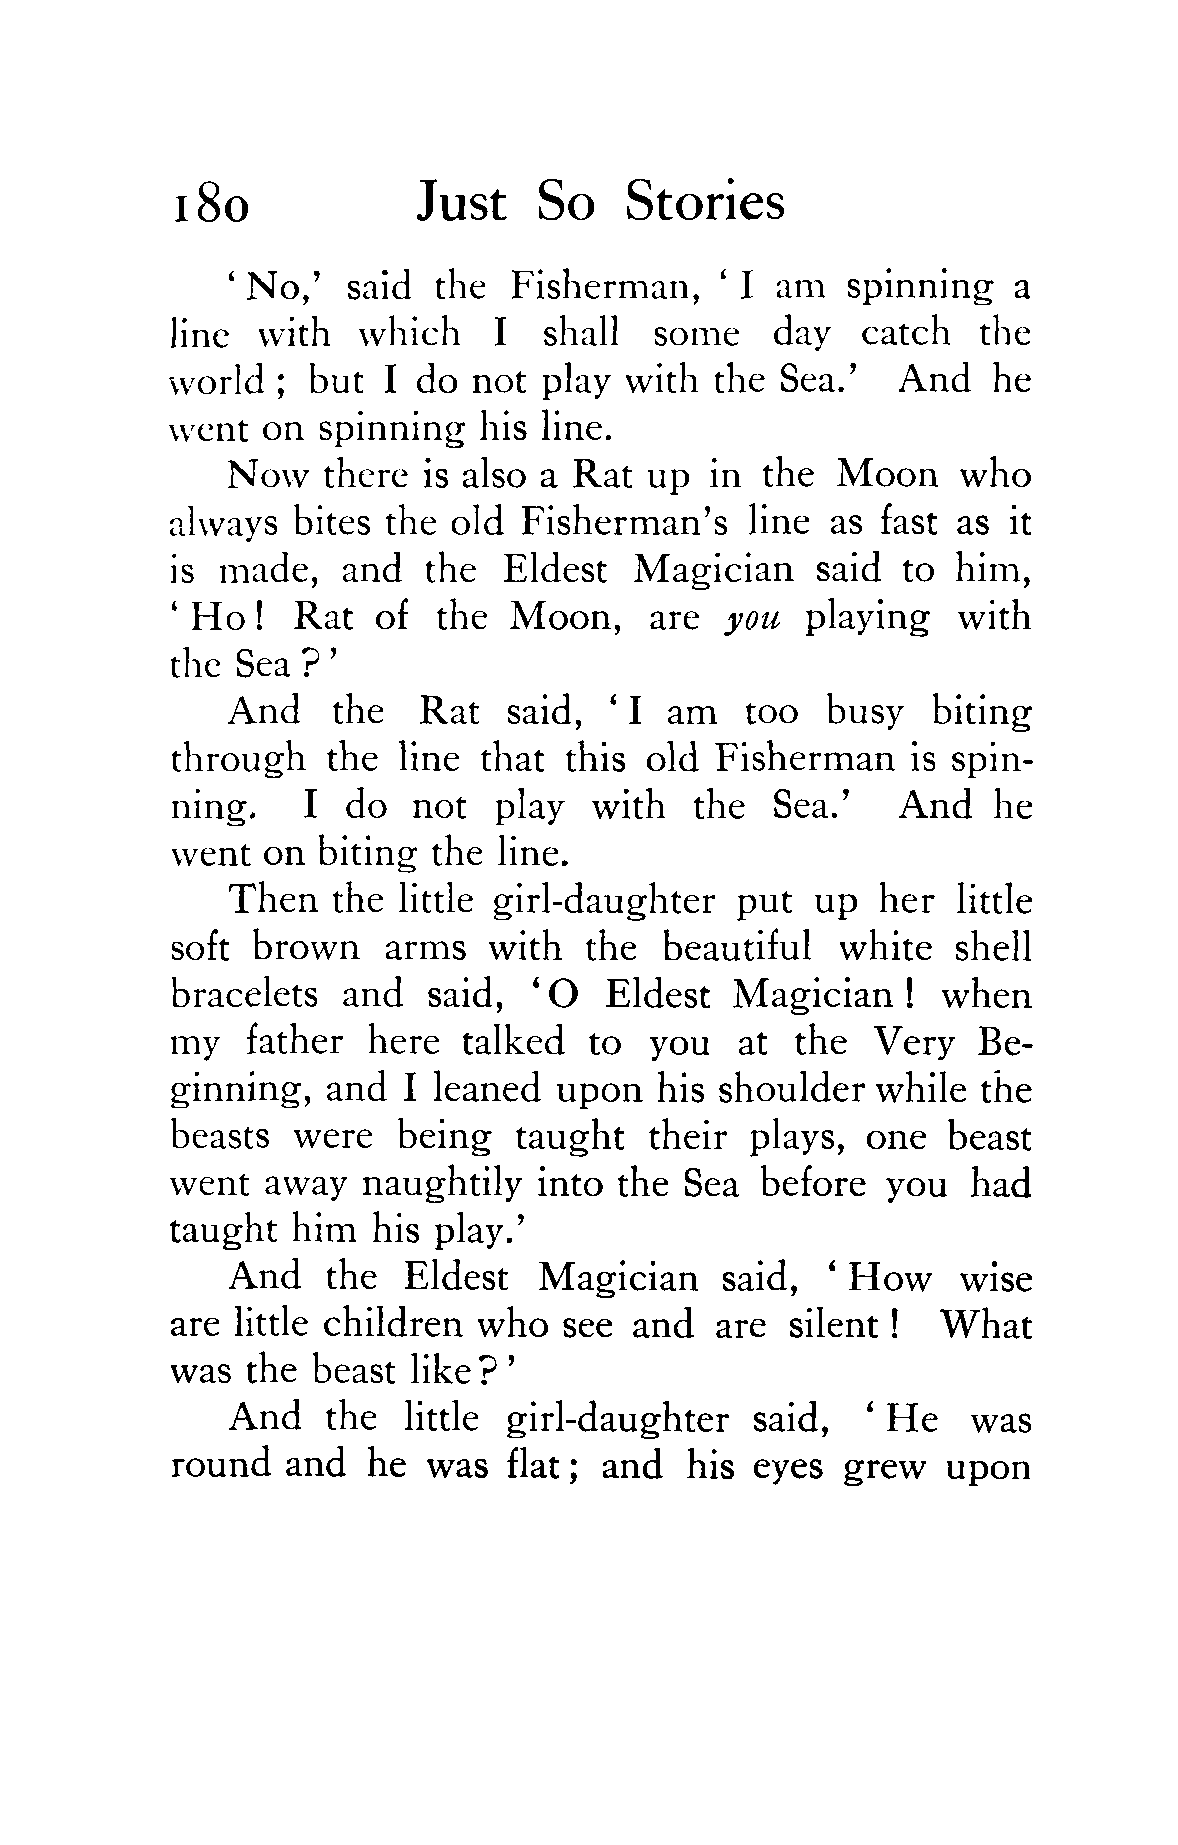 180 Just So Stories
‘ No,’ said the Fisherman, ‘ I am spinning a
line with which I shall some day catch the
world ; but I do not play with the Sea.’ And he
went on spinning his line.
Now there is also a Rat up in the Moon who
always bites the old Fisherman’s line as fast as it
is made, and the Eldest Magician said to him,
‘ Ho ! Rat of the Moon, are you playing with
the Sea ? ’
And the Rat said, ‘ I am too busy biting
through the line that this old Fisherman is spin-
ning. I do not play with the Sea.’ And he
went on biting the line.
Then the little girl-daughter put up her little
soft brown arms with the beautiful white shell
bracelets and said, ‘ O Eldest Magician ! when
my father here talked to you at the Very Be-
ginning, and I leaned upon his shoulder while the
beasts were being taught their plays, one beast
went away naughtily into the Sea before you had
taught him his play.’
And the Eldest Magician said, ‘ How wise
are little children who see and are silent ! What
was the beast like ? ’
And the little girl-daughter said, ‘ He was
round and he was flat ; and his eyes grew upon